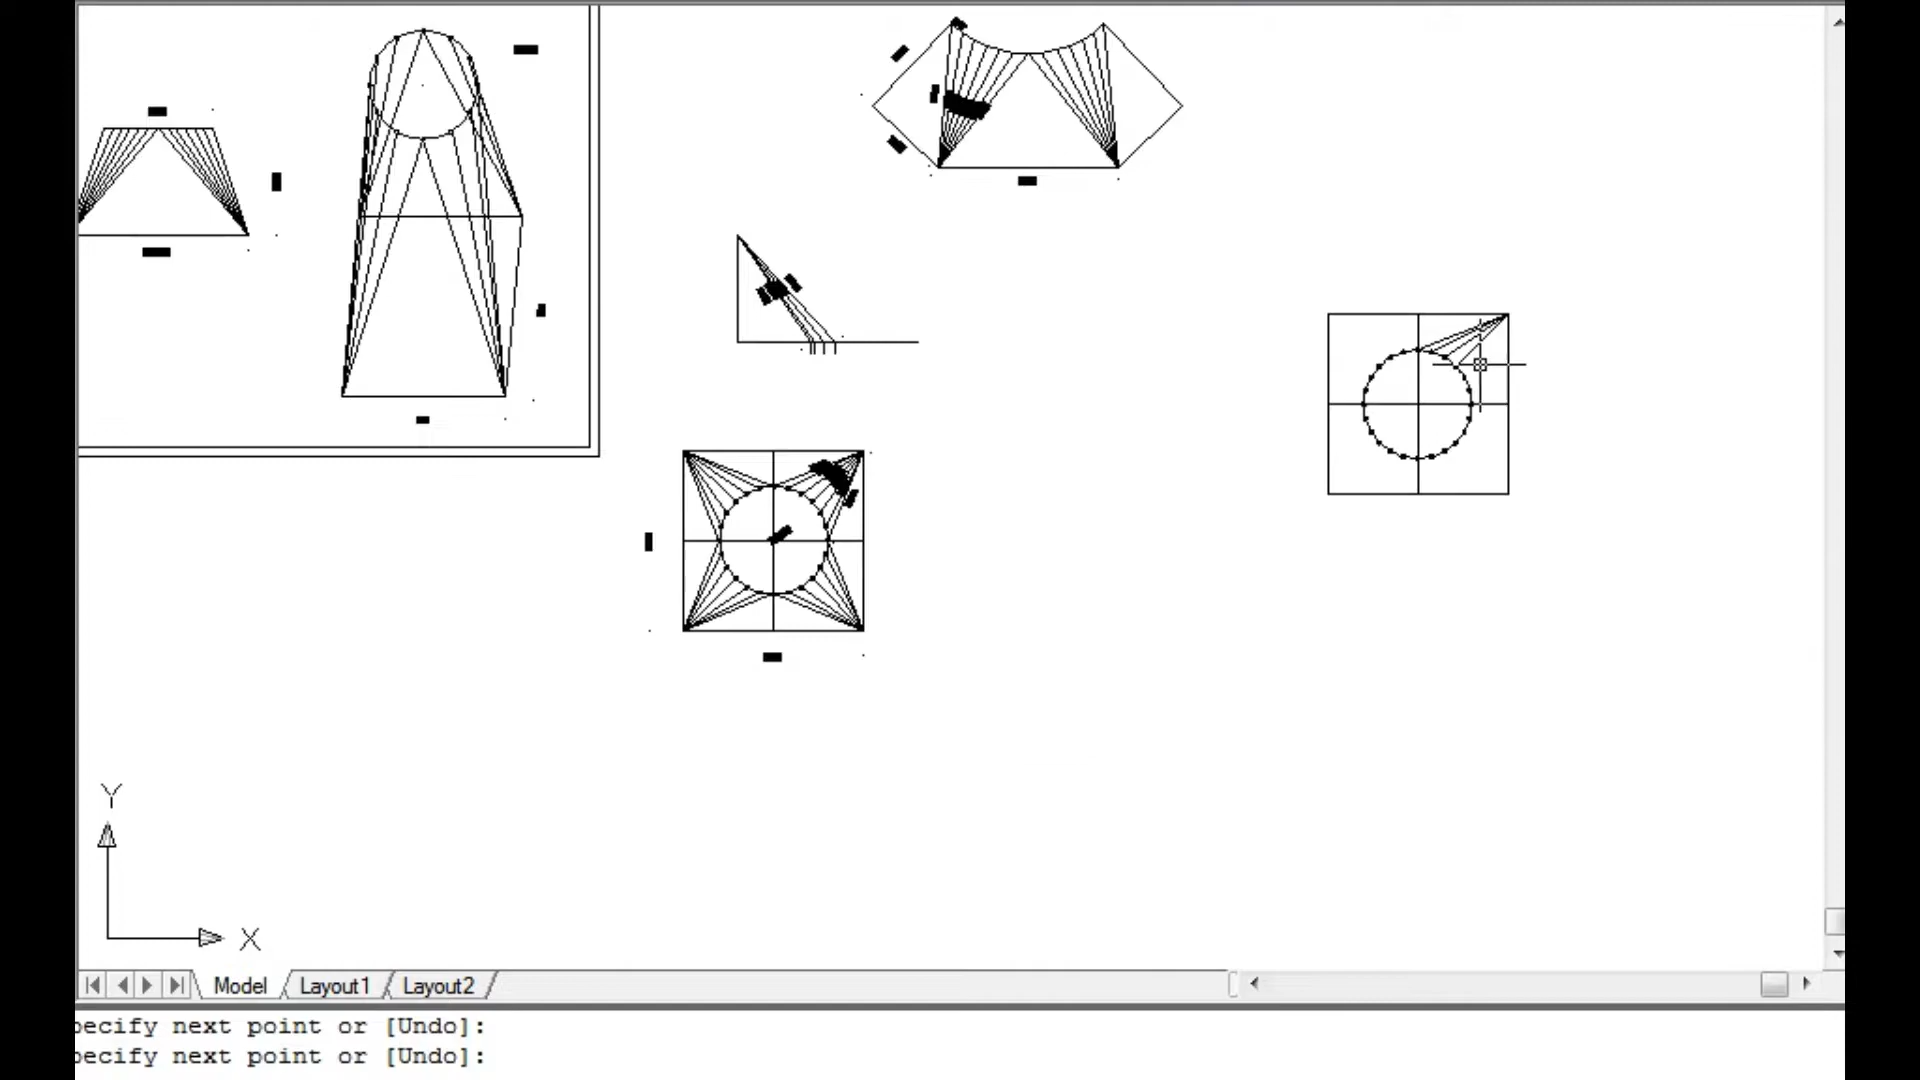 Y
X
Model Layout1 Layout2
pecify next point or [Undo]:
pecify next point or [Undo]: